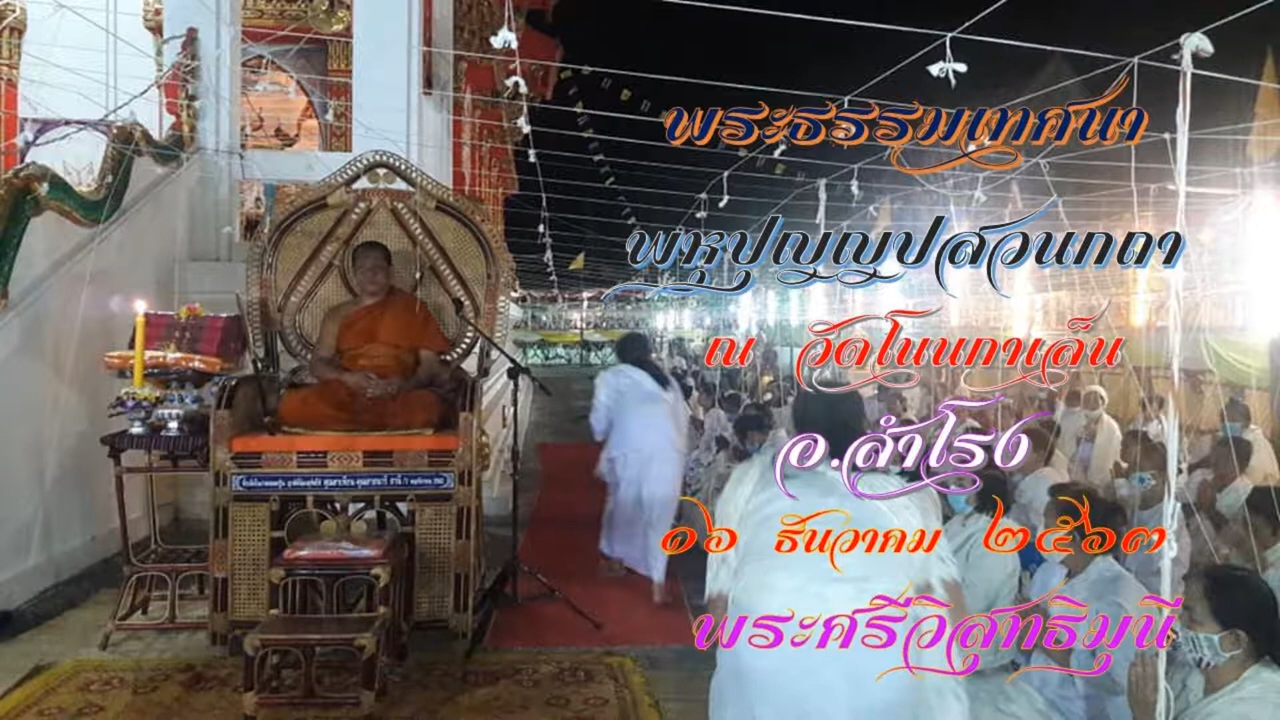 พระธรรมเทศนา
พหุปุญญปสวนกถา
ณ วัดโนนกาเล็น
อ.สำโรง
๑๖ ธันวาคม ๒๕๖๓
พระศรีวิสุทธิมุนี